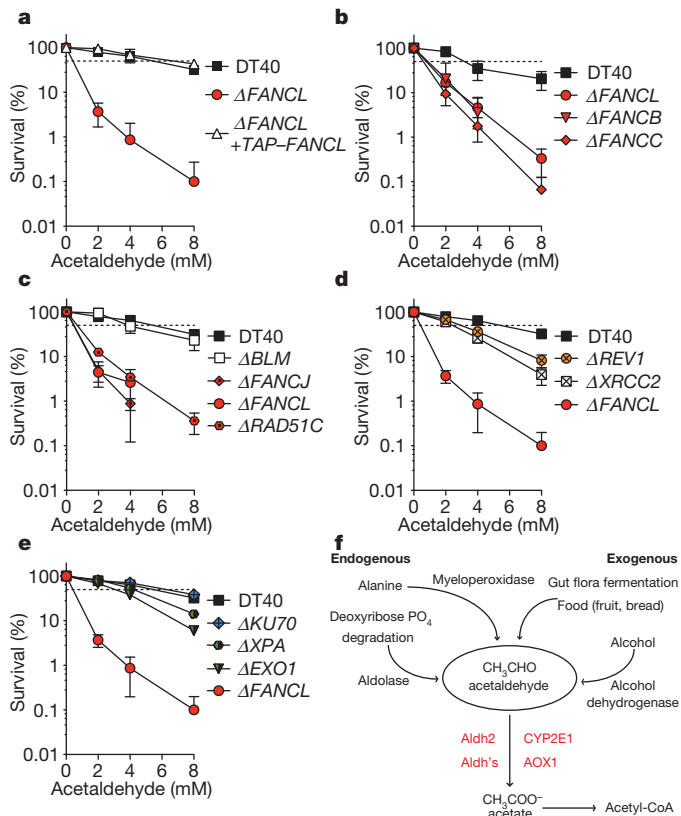 a
Survival (%)
100
10
1
0.1
0.01
0 2 4 6 8
Acetaldehyde (mM)
DT40
ΔFANCL
ΔFANCL
+TAP–FANCL
b
Survival (%)
100
10
1
0.1
0.01
0 2 4 6 8
Acetaldehyde (mM)
DT40
ΔFANCL
ΔFANCB
ΔFANCC
c
Survival (%)
100
10
1
0.1
0.01
0 2 4 6 8
Acetaldehyde (mM)
DT40
ΔBLM
ΔFANCJ
ΔFANCL
ΔRAD51C
d
Survival (%)
100
10
1
0.1
0.01
0 2 4 6 8
Acetaldehyde (mM)
DT40
ΔREV1
ΔXRCC2
ΔFANCL
e
Survival (%)
100
10
1
0.1
0.01
0 2 4 6 8
Acetaldehyde (mM)
DT40
ΔKU70
ΔXPA
ΔEXO1
ΔFANCL
f
Endogenous
Exogenous
Alanine
Myeloperoxidase
Gut flora fermentation
Food (fruit, bread)
Deoxyribose PO₄
degradation
Aldolase
CH₃CHO
acetaldehyde
Alcohol
Alcohol
dehydrogenase
Aldh2
CYP2E1
Aldh's
AOX1
CH₃COO⁻
acetate
Acetyl-CoA